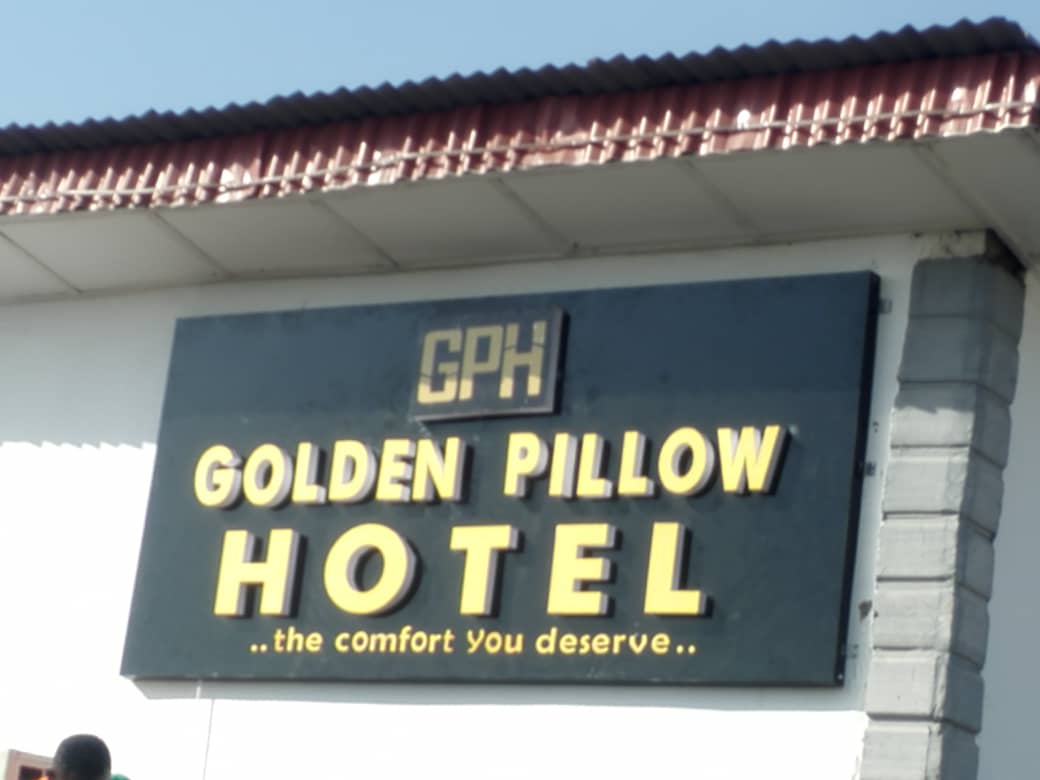 GPH
GOLDEN PILLOW
HOTEL
..the comfort you deserve..